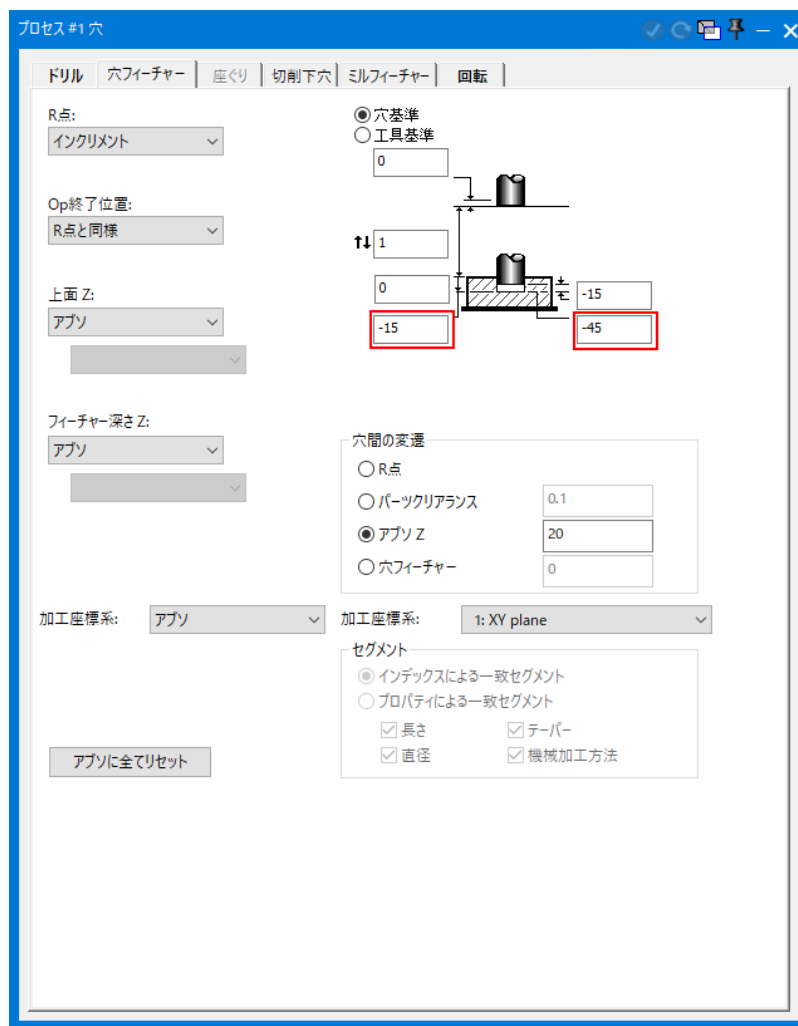 プロセス #1 穴
ドリル 穴フィーチャー 座ぐり 切削下穴 ミルフィーチャー 回転
R点:
インクリメント
穴基準
工具基準
0
Op終了位置:
R点と同様
1
上面 Z:
アブソ
0
-15
-15
-45
フィーチャー深さ Z:
アブソ
穴間の変遷
R点
パーツクリアランス 0.1
アブソ Z 20
穴フィーチャー 0
加工座標系: アブソ
加工座標系: 1: XY plane
セグメント
インデックスによる一致セグメント
プロパティによる一致セグメント
長さ テーパー
直径 機械加工方法
アブソに全てリセット